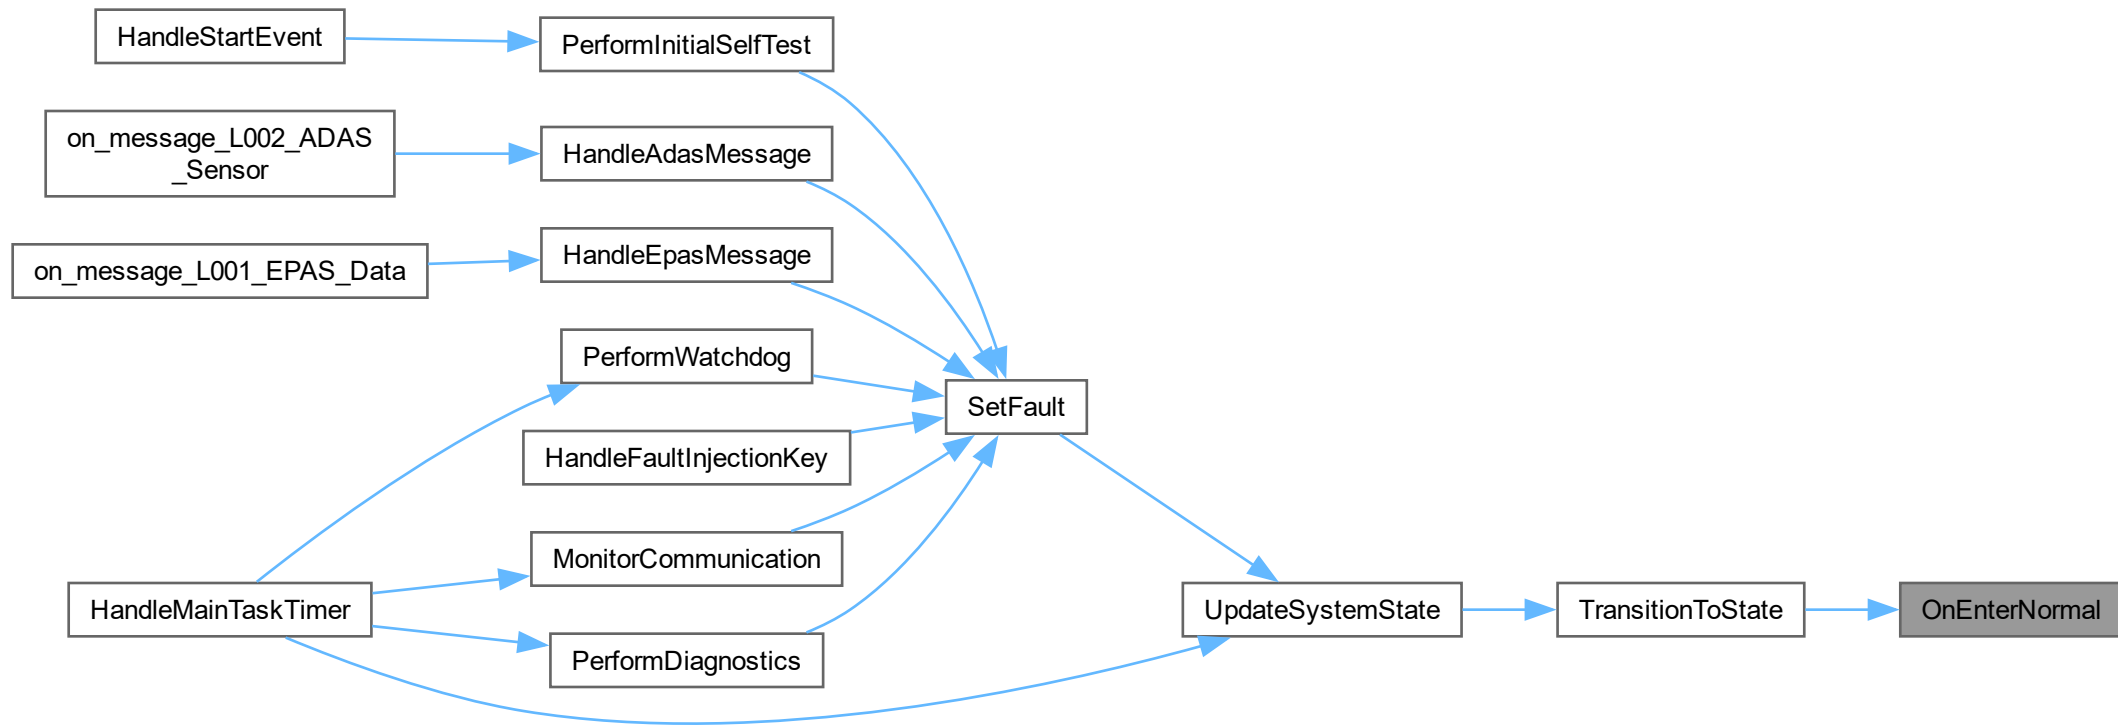 HandleStartEvent
PerformInitialSelfTest
on_message_L002_ADAS
_Sensor
HandleAdasMessage
on_message_L001_EPAS_Data
HandleEpasMessage
PerformWatchdog
SetFault
HandleFaultInjectionKey
MonitorCommunication
HandleMainTaskTimer
PerformDiagnostics
UpdateSystemState
TransitionToState
OnEnterNormal